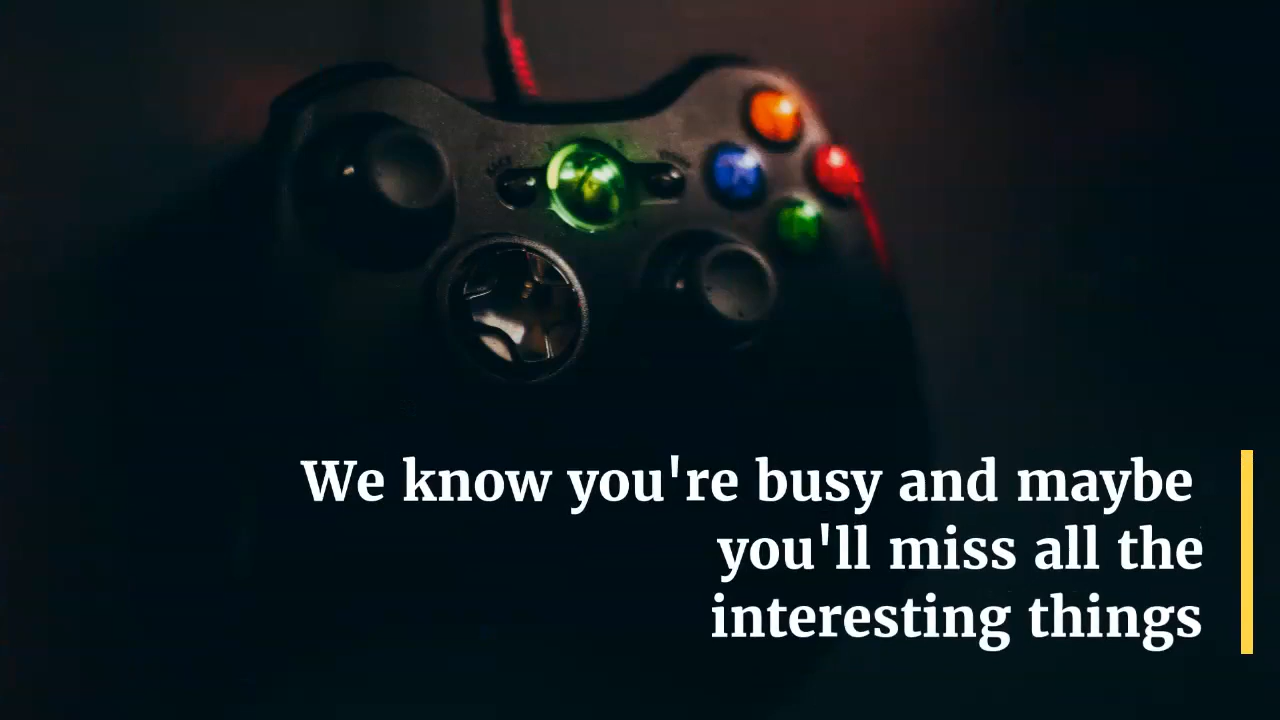 We know you're busy and maybe
you'll miss all the
interesting things